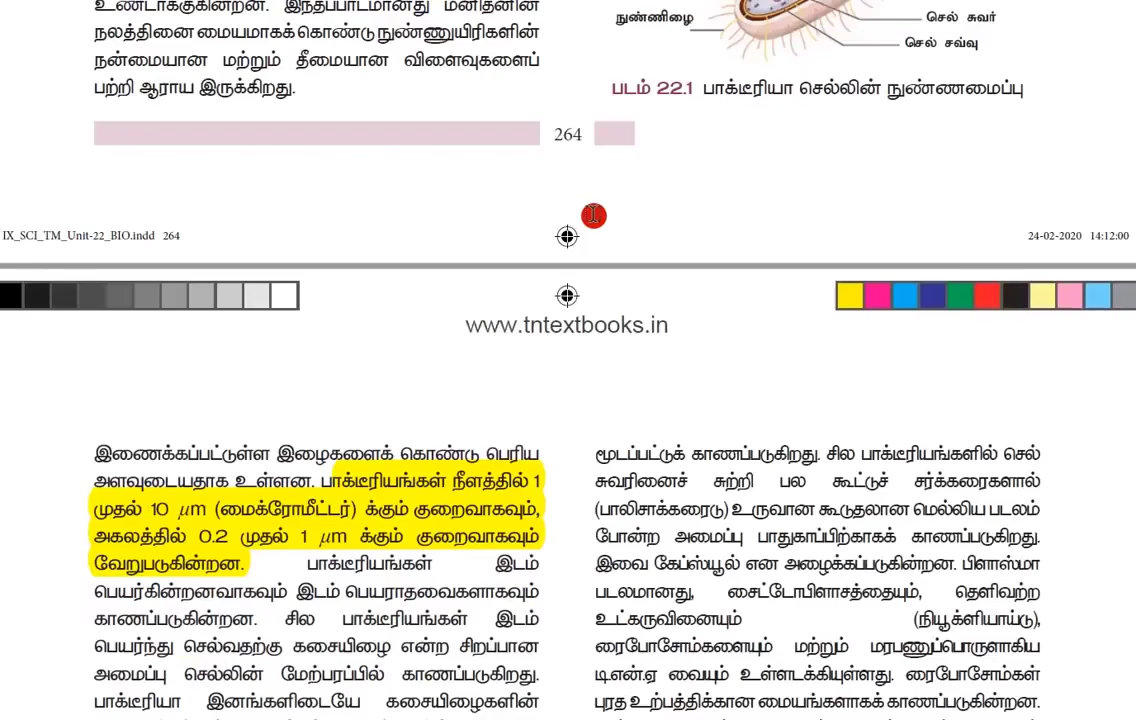 உண்டாக்குகின்றன. இந்தப்பாடமானது மனிதனின்
நலத்தினை மையமாகக் கொண்டு நுண்ணுயிரிகளின்
நன்மையான மற்றும் தீமையான விளைவுகளைப்
பற்றி ஆராய இருக்கிறது.
நுண்ணிழை
செல் சுவர்
செல் சவ்வு
படம் 22.1 பாக்டீரியா செல்லின் நுண்ணமைப்பு
264
IX_SCI_TM_Unit-22_BIO.indd 264
24-02-2020 14:12:00
www.tntextbooks.in
இணைக்கப்பட்டுள்ள இழைகளைக் கொண்டு பெரிய
அளவுடையதாக உள்ளன. பாக்டீரியங்கள் நீளத்தில் 1
முதல் 10 μm (மைக்ரோமீட்டர்) க்கும் குறைவாகவும்,
அகலத்தில் 0.2 முதல் 1 μm க்கும் குறைவாகவும்
வேறுபடுகின்றன. பாக்டீரியங்கள் இடம்
பெயர்கின்றனவாகவும் இடம் பெயராதவைகளாகவும்
காணப்படுகின்றன. சில பாக்டீரியங்கள் இடம்
பெயர்ந்து செல்வதற்கு கசையிழை என்ற சிறப்பான
அமைப்பு செல்லின் மேற்பரப்பில் காணப்படுகிறது.
பாக்டீரியா இனங்களிடையே கசையிழைகளின்
மூடப்பட்டுக் காணப்படுகிறது. சில பாக்டீரியங்களில் செல்
சுவரினைச் சுற்றி பல கூட்டுச் சர்க்கரைகளால்
(பாலிசாக்கரைடு) உருவான கூடுதலான மெல்லிய படலம்
போன்ற அமைப்பு பாதுகாப்பிற்காகக் காணப்படுகிறது.
இவை கேப்ஸ்யூல் என அழைக்கப்படுகின்றன. பிளாஸ்மா
படலமானது, சைட்டோபிளாசத்தையும், தெளிவற்ற
உட்கருவினையும் (நியூக்ளியாய்டு),
ரைபோசோம்களையும் மற்றும் மரபணுப்பொருளாகிய
டி.என்.ஏ வையும் உள்ளடக்கியுள்ளது. ரைபோசோம்கள்
புரத உற்பத்திக்கான மையங்களாகக் காணப்படுகின்றன.